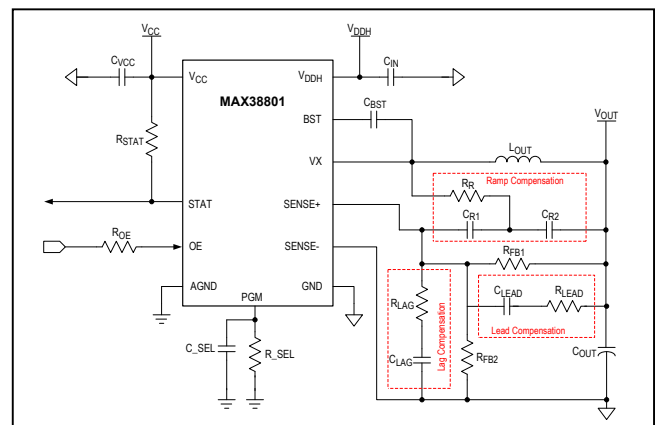 VCC
VDDH
CVCC
CIN
VCC
VDDH
MAX38801
CBST
BST
VOUT
RSTAT
LOUT
VX
RR
Ramp Compensation
STAT
SENSE+
CR1
CR2
ROE
OE
SENSE-
RFB1
CLEAD
RLEAD
AGND
GND
RLAG
PGM
Lag Compensation
Lead Compensation
C_SEL
R_SEL
CLAG
RFB2
COUT